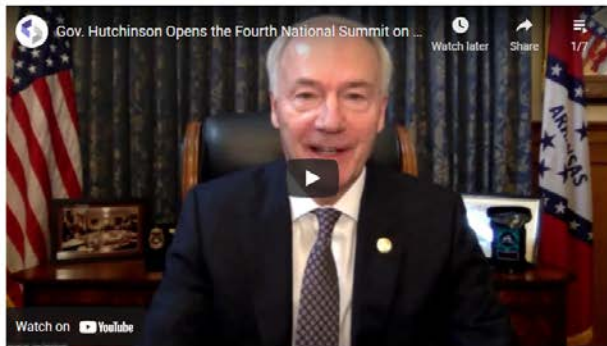 Gov. Hutchinson Opens the Fourth National Summit on ...
Watch later
Share
1/7
ARKANSAS
Watch on YouTube